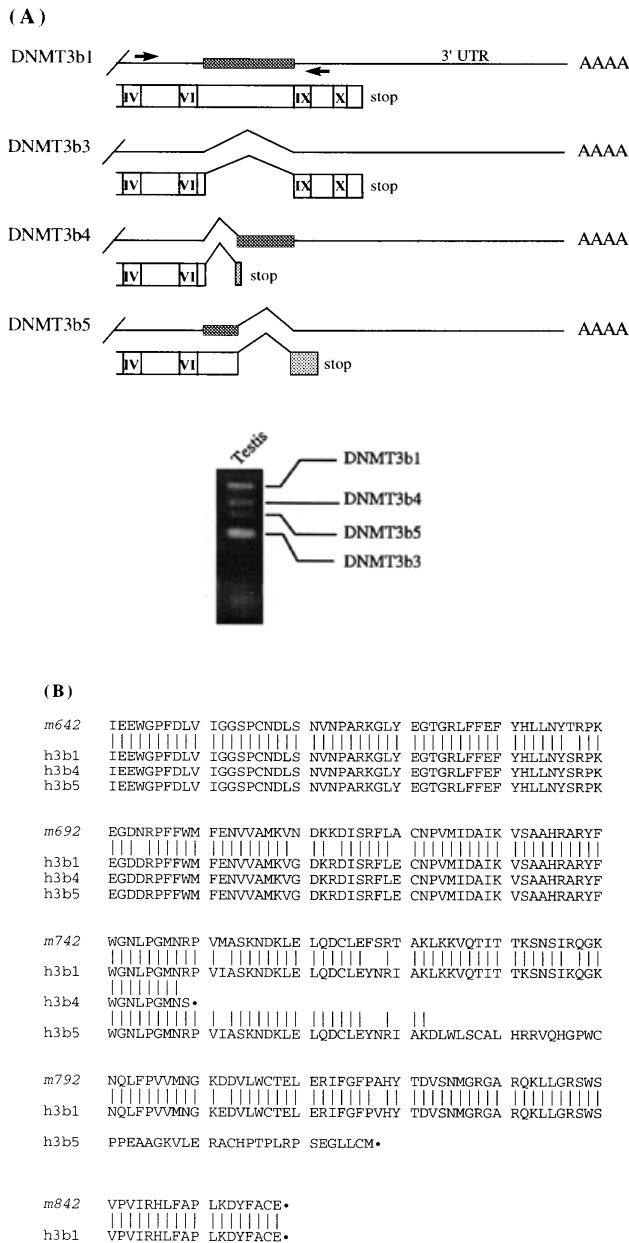 (A)
DNMT3b1 3' UTR AAAA
IV VI IX X stop
DNMT3b3 AAAA
IV VI IX X stop
DNMT3b4 AAAA
IV VI stop
DNMT3b5 AAAA
IV VI stop
Testis
DNMT3b1
DNMT3b4
DNMT3b5
DNMT3b3
(B)
m642 IEEWGPFDLV IGGSPCNDLS NVNPARKGLY EGTGRLFFEF YHLLNYTRPK
h3b1 IEEWGPFDLV IGGSPCNDLS NVNPARKGLY EGTGRLFFEF YHLLNYSRPK
h3b4 IEEWGPFDLV IGGSPCNDLS NVNPARKGLY EGTGRLFFEF YHLLNYSRPK
h3b5 IEEWGPFDLV IGGSPCNDLS NVNPARKGLY EGTGRLFFEF YHLLNYSRPK
m692 EGDNRPFFWM FENVVAMKVN DKKDISRFLA CNPVMIDAIK VSAAHRARYF
h3b1 EGDDRPFFWM FENVVAMKVG DKRDISRFLE CNPVMIDAIK VSAAHRARYF
h3b4 EGDDRPFFWM FENVVAMKVG DKRDISRFLE CNPVMIDAIK VSAAHRARYF
h3b5 EGDDRPFFWM FENVVAMKVG DKRDISRFLE CNPVMIDAIK VSAAHRARYF
m742 WGNLPGMNRP VMASKNDKLE LQDCLEFSRT AKLKKVQTIT TKSNSIRQGK
h3b1 WGNLPGMNRP VIASKNDKLE LQDCLEYNRI AKLKKVQTIT TKSNSIKQGK
h3b4 WGNLPGMNS•
h3b5 WGNLPGMNRP VIASKNDKLE LQDCLEYNRI AKDLWLSCAL HRRVQHGPWC
m792 NQLFPVVMNG KDDVLWCTEL ERIFGFPAHY TDVSNMGRGA RQKLLGRSWS
h3b1 NQLFPVVMNG KEDVLWCTEL ERIFGFPVHY TDVSNMGRGA RQKLLGRSWS
h3b5 PPEAAGKVLE RACHPTPLRP SEGLLCM•
m842 VPVIRHLFAP LKDYFACE•
h3b1 VPVIRHLFAP LKDYFACE•